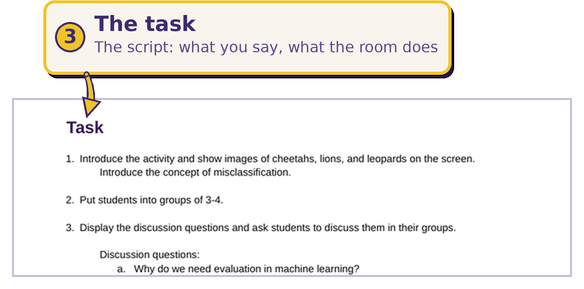 3
The task
The script: what you say, what the room does
Task
1. Introduce the activity and show images of cheetahs, lions, and leopards on the screen.
Introduce the concept of misclassification.
2. Put students into groups of 3-4.
3. Display the discussion questions and ask students to discuss them in their groups.
Discussion questions:
a. Why do we need evaluation in machine learning?